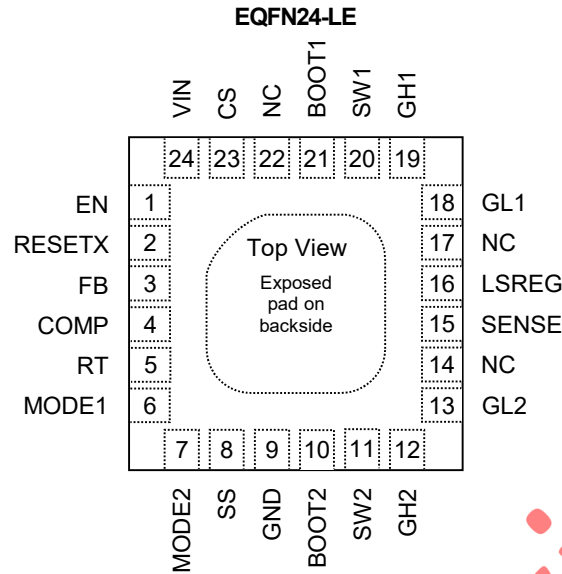 EQFN24-LE
VIN
CS
NC
BOOT1
SW1
GH1
24 23 22 21 20 19
EN 1
RESETX 2
FB 3
COMP 4
RT 5
MODE1 6
Top View
Exposed
pad on
backside
18 GL1
17 NC
16 LSREG
15 SENSE
14 NC
13 GL2
7 8 9 10 11 12
MODE2
SS
GND
BOOT2
SW2
GH2